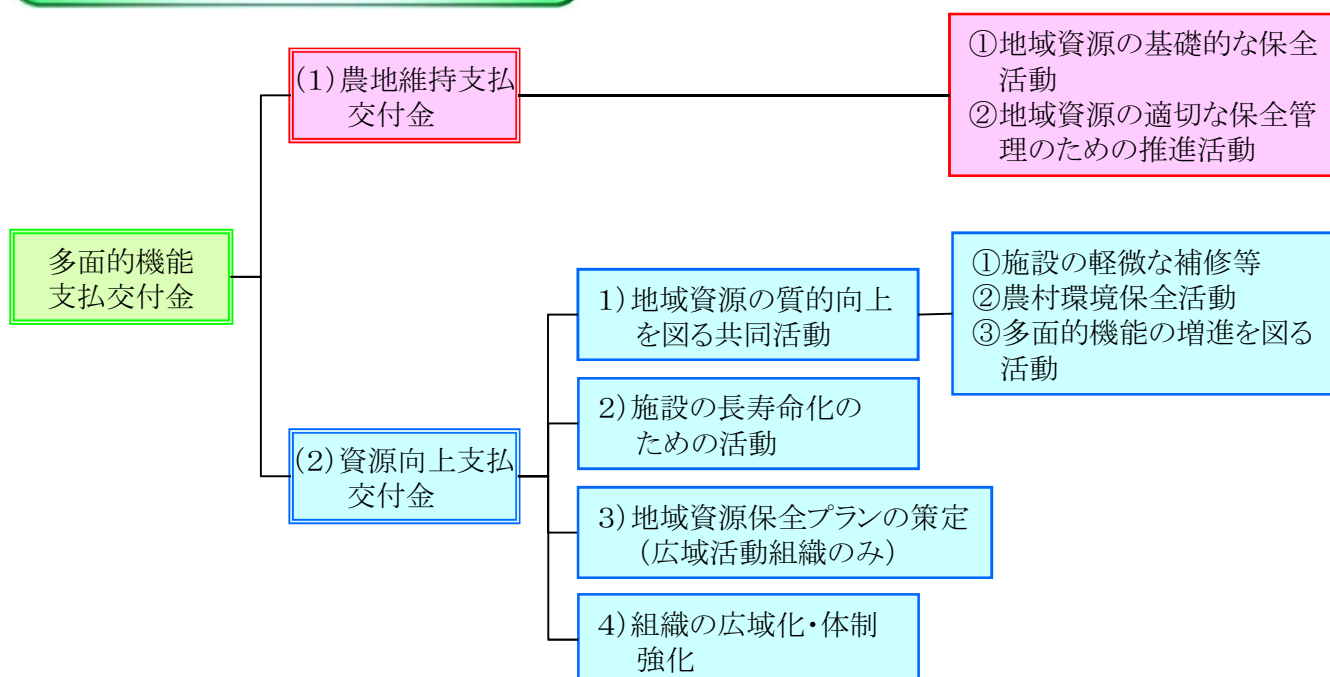 (1)農地維持支払
交付金
①地域資源の基礎的な保全
活動
②地域資源の適切な保全管
理のための推進活動
多面的機能
支払交付金
(2)資源向上支払
交付金
1)地域資源の質的向上
を図る共同活動
①施設の軽微な補修等
②農村環境保全活動
③多面的機能の増進を図る
活動
2)施設の長寿命化の
ための活動
3)地域資源保全プランの策定
(広域活動組織のみ)
4)組織の広域化・体制
強化